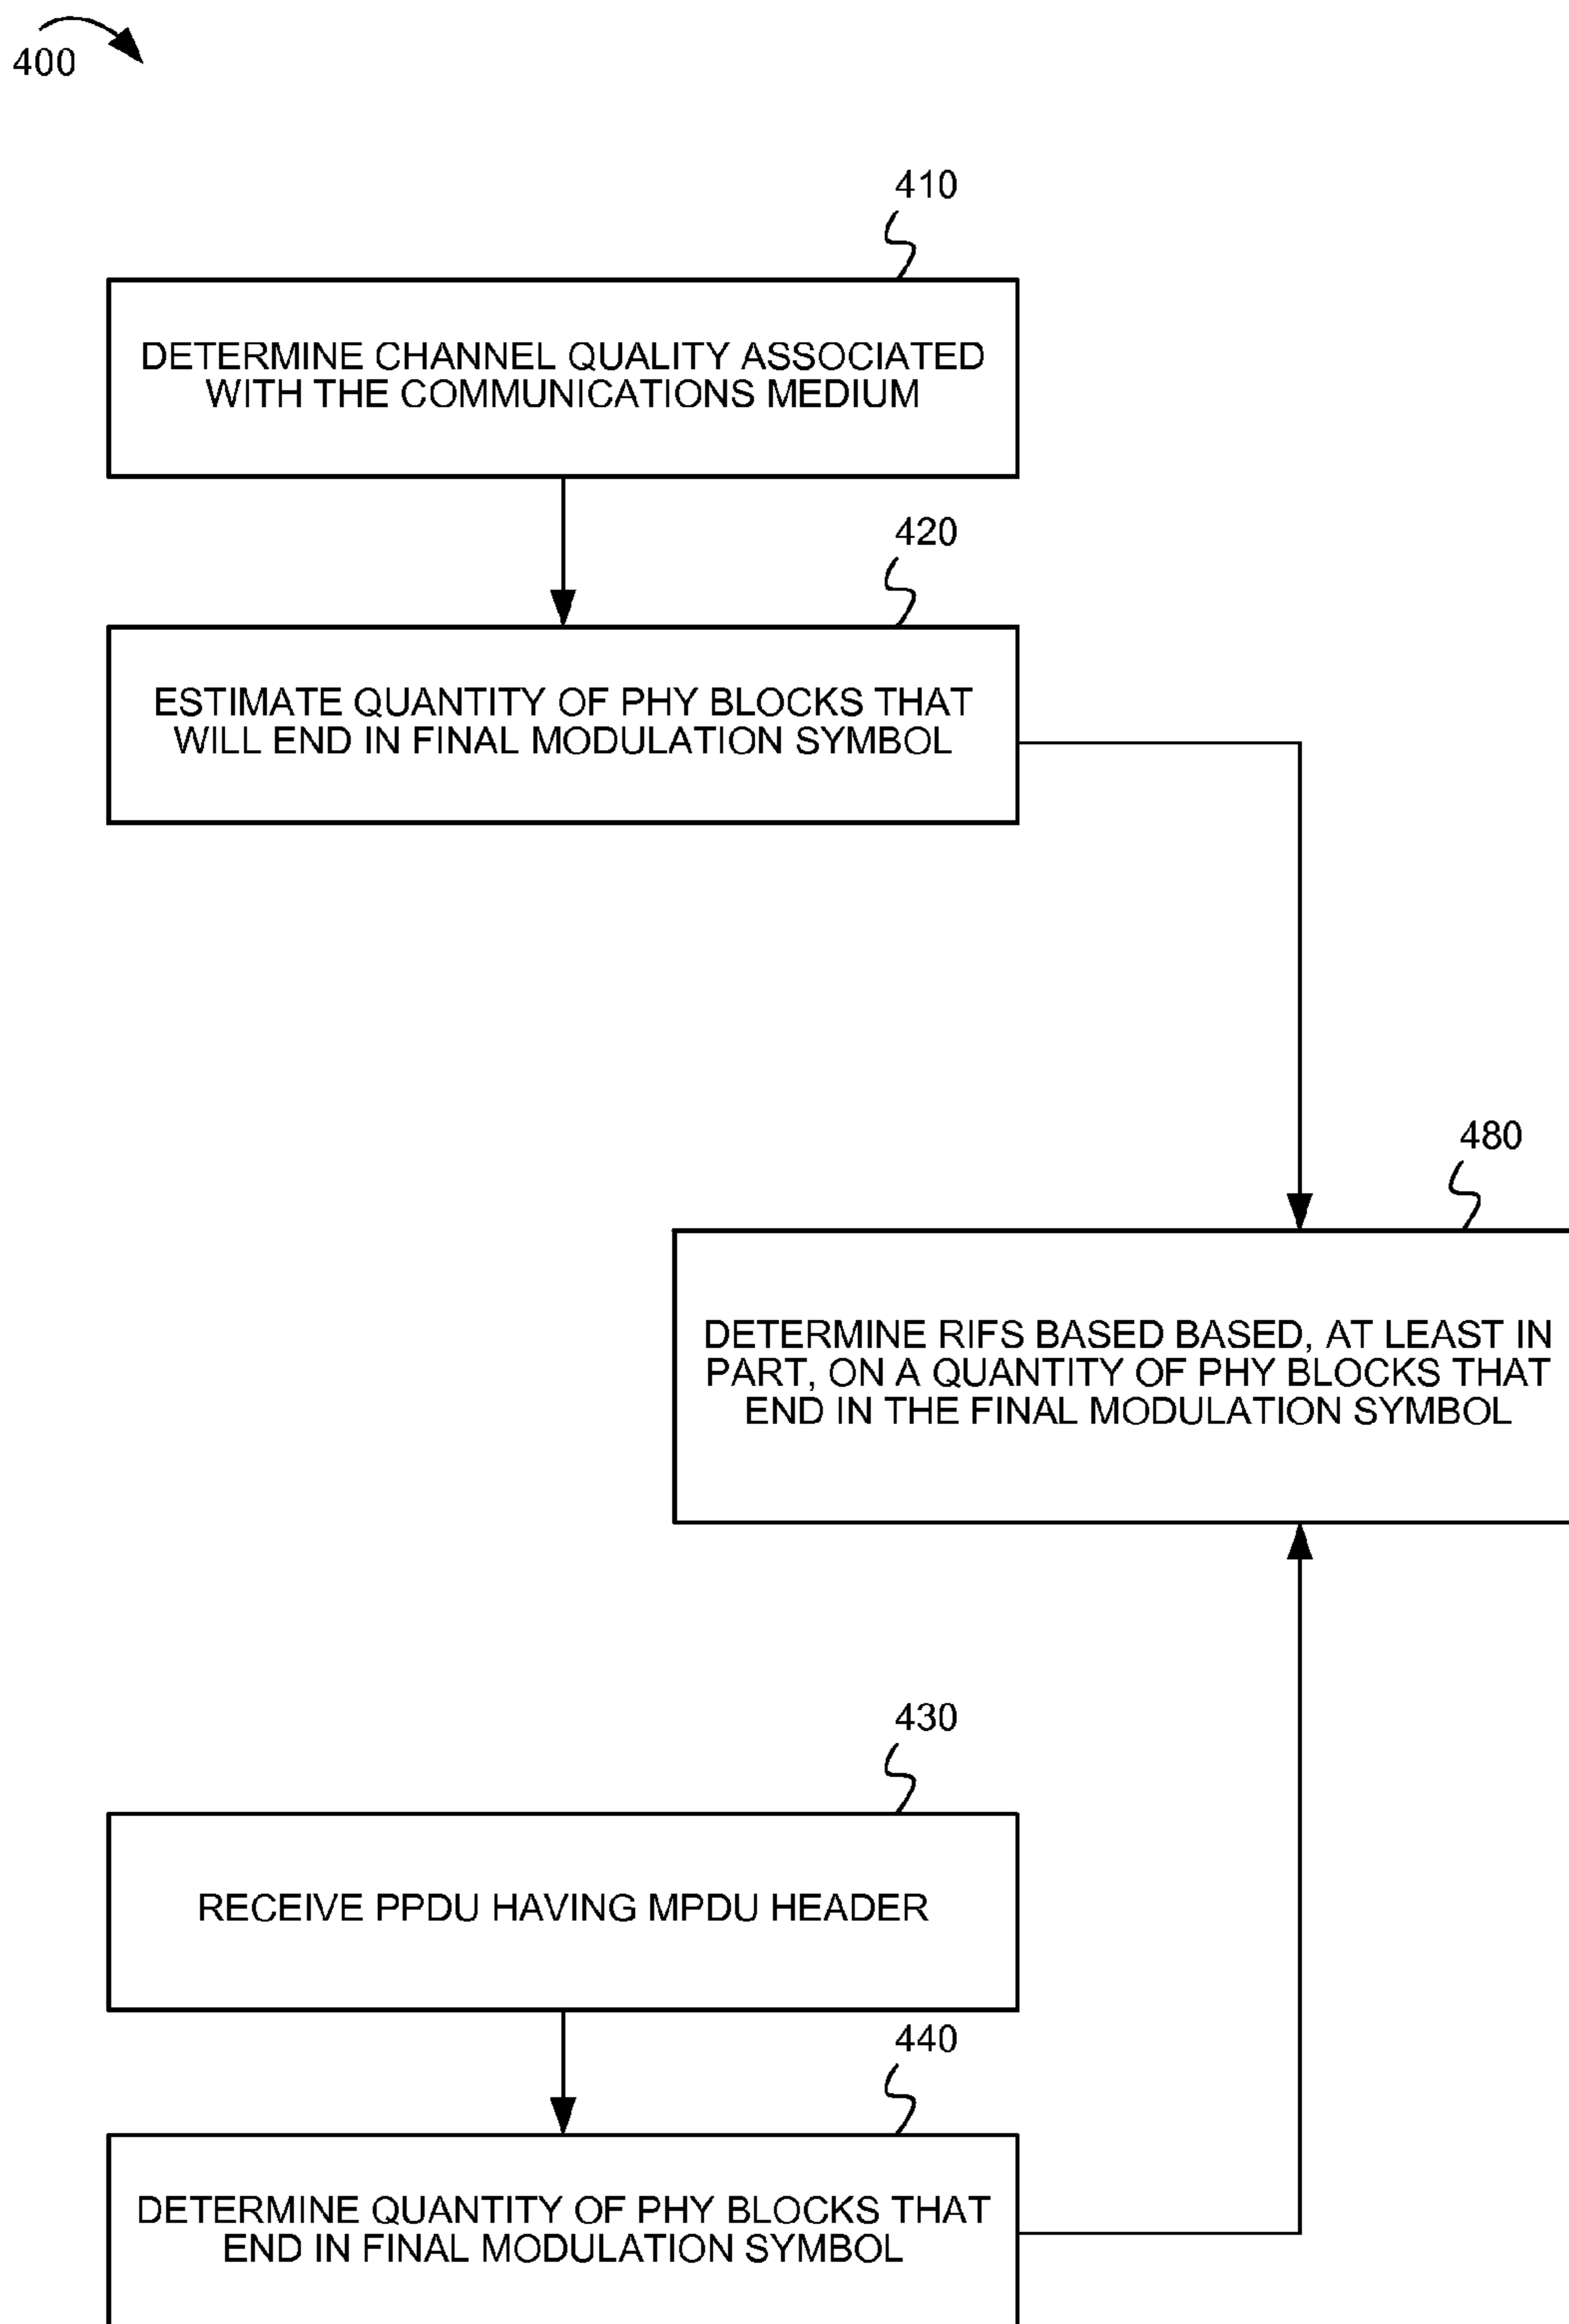 400
410
DETERMINE CHANNEL QUALITY ASSOCIATED
WITH THE COMMUNICATIONS MEDIUM
420
ESTIMATE QUANTITY OF PHY BLOCKS THAT
WILL END IN FINAL MODULATION SYMBOL
480
DETERMINE RIFS BASED BASED, AT LEAST IN
PART, ON A QUANTITY OF PHY BLOCKS THAT
END IN THE FINAL MODULATION SYMBOL
430
RECEIVE PPDU HAVING MPDU HEADER
440
DETERMINE QUANTITY OF PHY BLOCKS THAT
END IN FINAL MODULATION SYMBOL